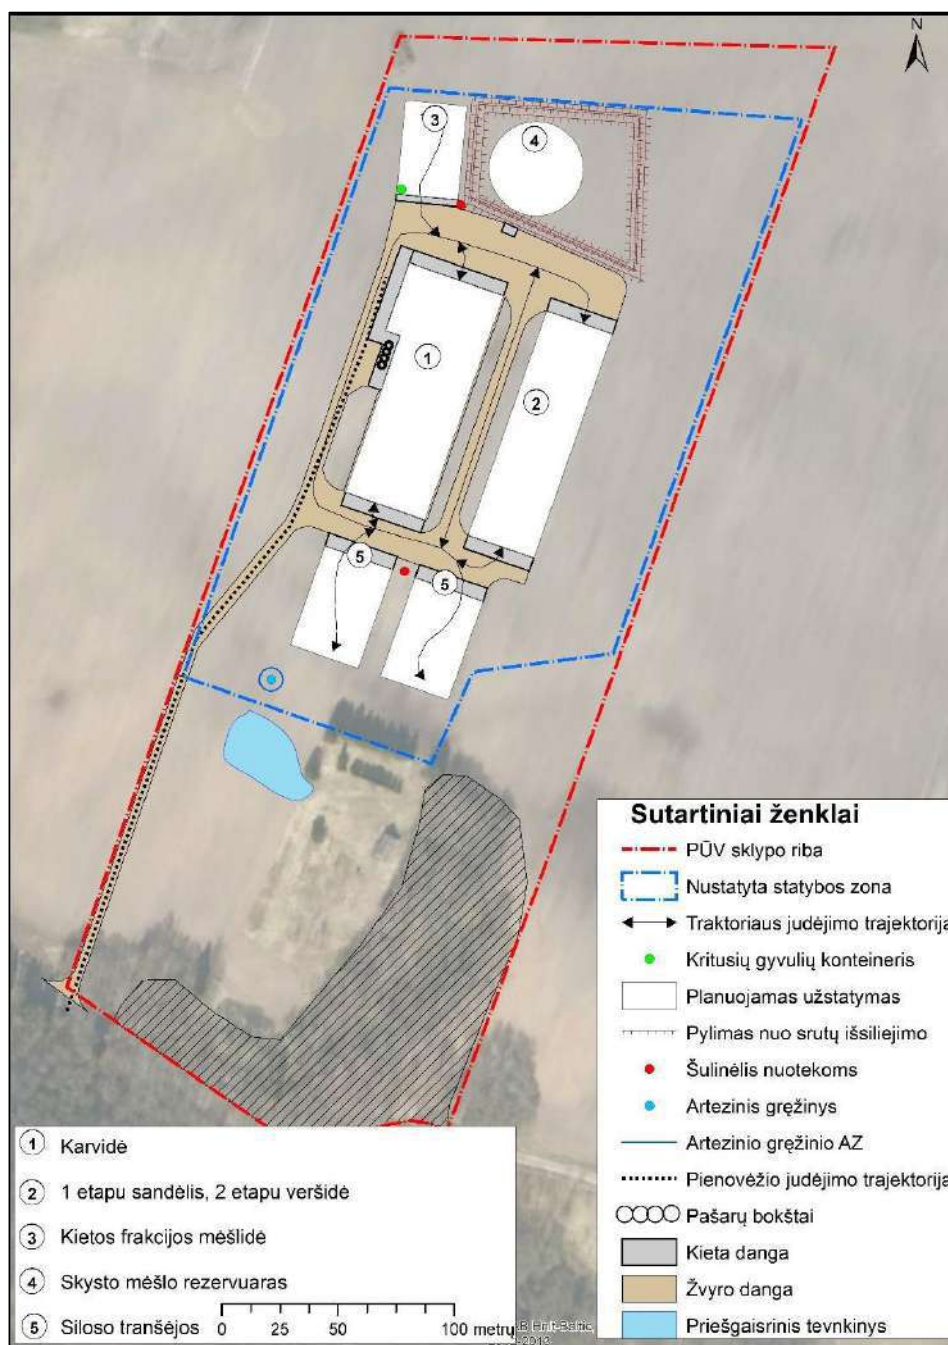 N
3
4
1
2
5
5
Sutartiniai ženklai
PŪV sklypo riba
Nustatyta statybos zona
Traktoriaus judėjimo trajektorija
Kritusių gyvulių konteineris
Planuojamas užstatymas
Pylimas nuo srutų išsiliejimo
Šulinėlis nuotekoms
Artezinis gręžinys
Artezinio gręžinio AZ
Pienovėžio judėjimo trajektorija
Pašarų bokštai
Kieta danga
Žvyro danga
Priešgaisrinis tevnkinys
1 Karvidė
2 1 etapu sandėlis, 2 etapu veršidė
3 Kietos frakcijos mėšlidė
4 Skysto mėšlo rezervuaras
5 Siloso tranšėjos
0 25 50 100 metrų